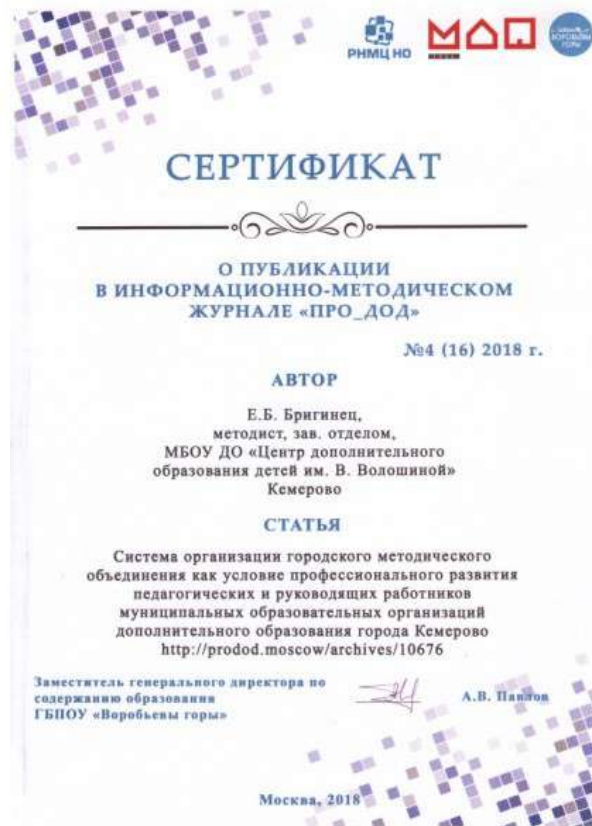 РНМЦ НО
МДО
ВОРОБЬЕВЫ
ГОРЫ
СЕРТИФИКАТ
О ПУБЛИКАЦИИ
В ИНФОРМАЦИОННО-МЕТОДИЧЕСКОМ
ЖУРНАЛЕ «ПРО_ДОД»
№4 (16) 2018 г.
АВТОР
Е.Б. Бригинец,
методист, зав. отделом,
МБОУ ДО «Центр дополнительного
образования детей им. В. Волошиной»
Кемерово
СТАТЬЯ
Система организации городского методического
объединения как условие профессионального развития
педагогических и руководящих работников
муниципальных образовательных организаций
дополнительного образования города Кемерово
http://prodod.moscow/archives/10676
Заместитель генерального директора по
содержанию образования
ГБПОУ «Воробьевы горы»
А.В. Павлов
Москва, 2018